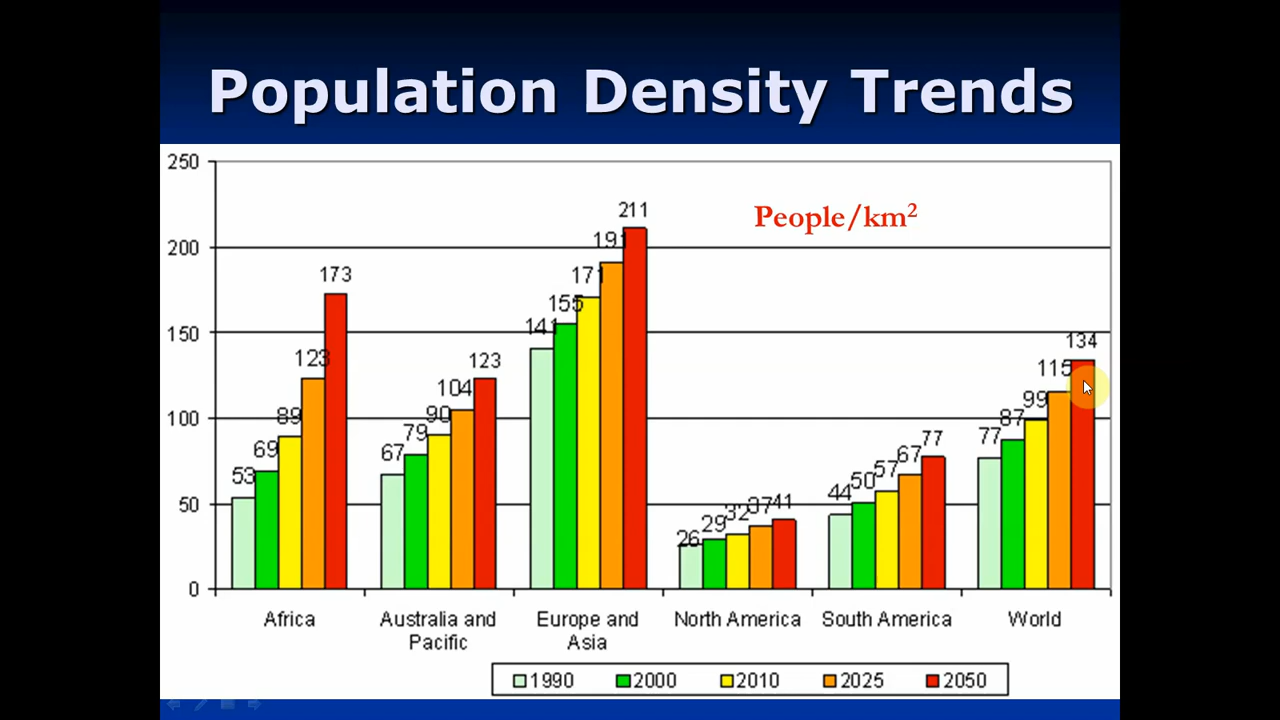 Population Density Trends
People/km²
250
200
150
100
50
0
53 69 89 123 173
67 79 90 104 123
141 155 171 191 211
26 29 32 37 41
44 50 57 67 77
77 87 99 115 134
Africa
Australia and
Pacific
Europe and
Asia
North America
South America
World
1990 2000 2010 2025 2050